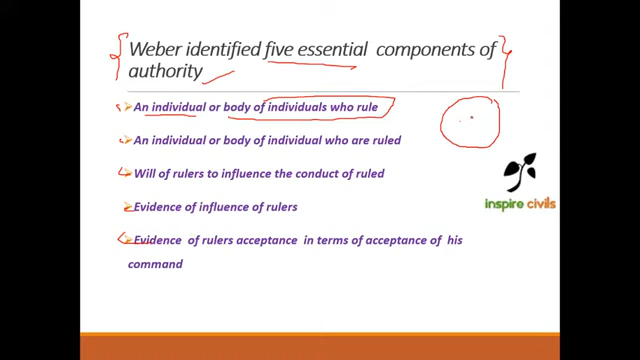 Weber identified five essential components of
authority
An individual or body of individuals who rule
An individual or body of individual who are ruled
Will of rulers to influence the conduct of ruled
Evidence of influence of rulers
Evidence of rulers acceptance in terms of acceptance of his
command
inspire civils